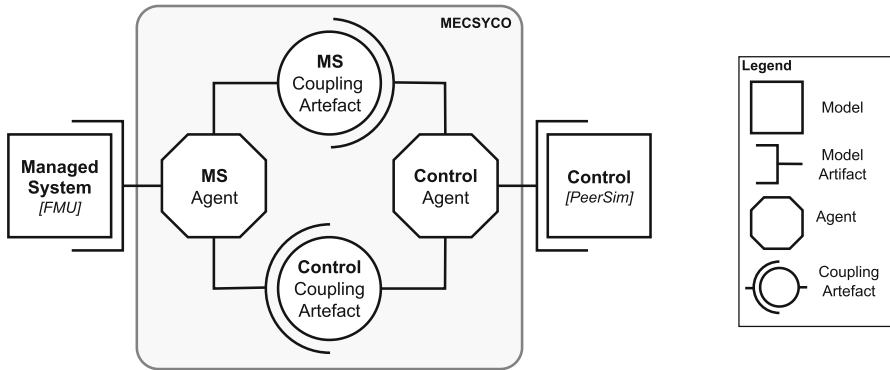 MECSYCO
MS
Coupling
Artefact
Managed
System
[FMU]
MS
Agent
Control
Agent
Control
[PeerSim]
Control
Coupling
Artefact
Legend
Model
Model
Artifact
Agent
Coupling
Artefact